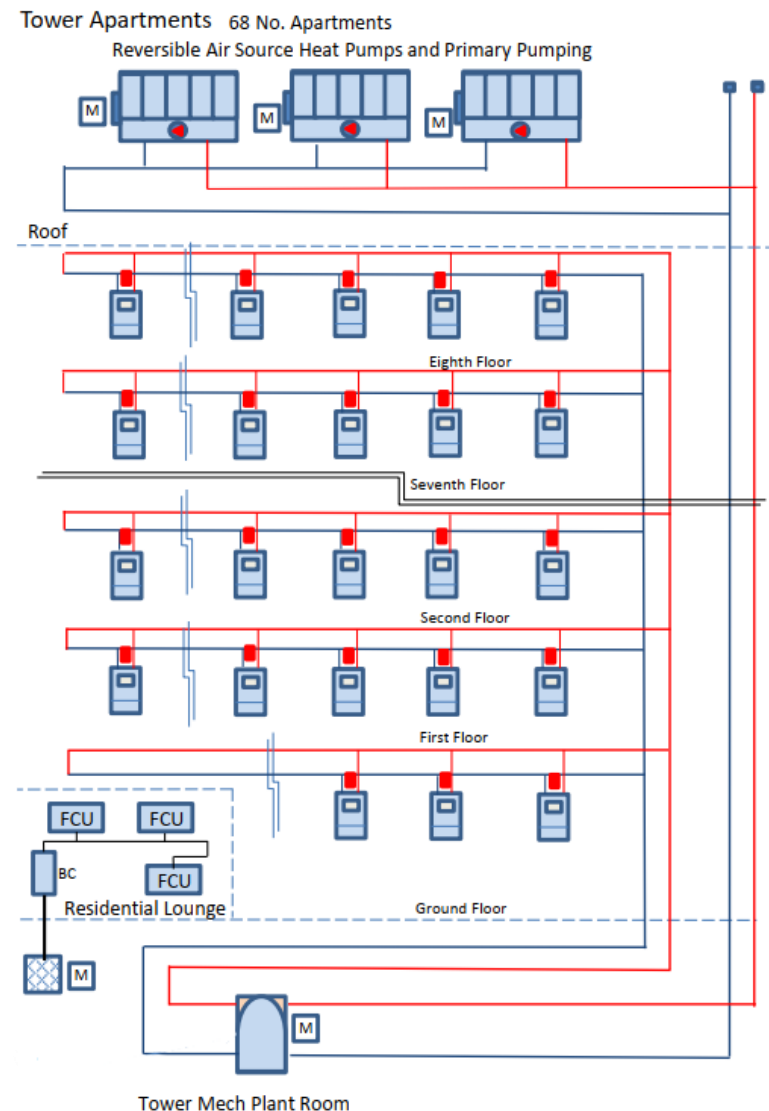 Tower Apartments 68 No. Apartments
Reversible Air Source Heat Pumps and Primary Pumping
M
M
M
Roof
Eighth Floor
Seventh Floor
Second Floor
First Floor
FCU
FCU
BC
FCU
Residential Lounge
Ground Floor
M
M
Tower Mech Plant Room